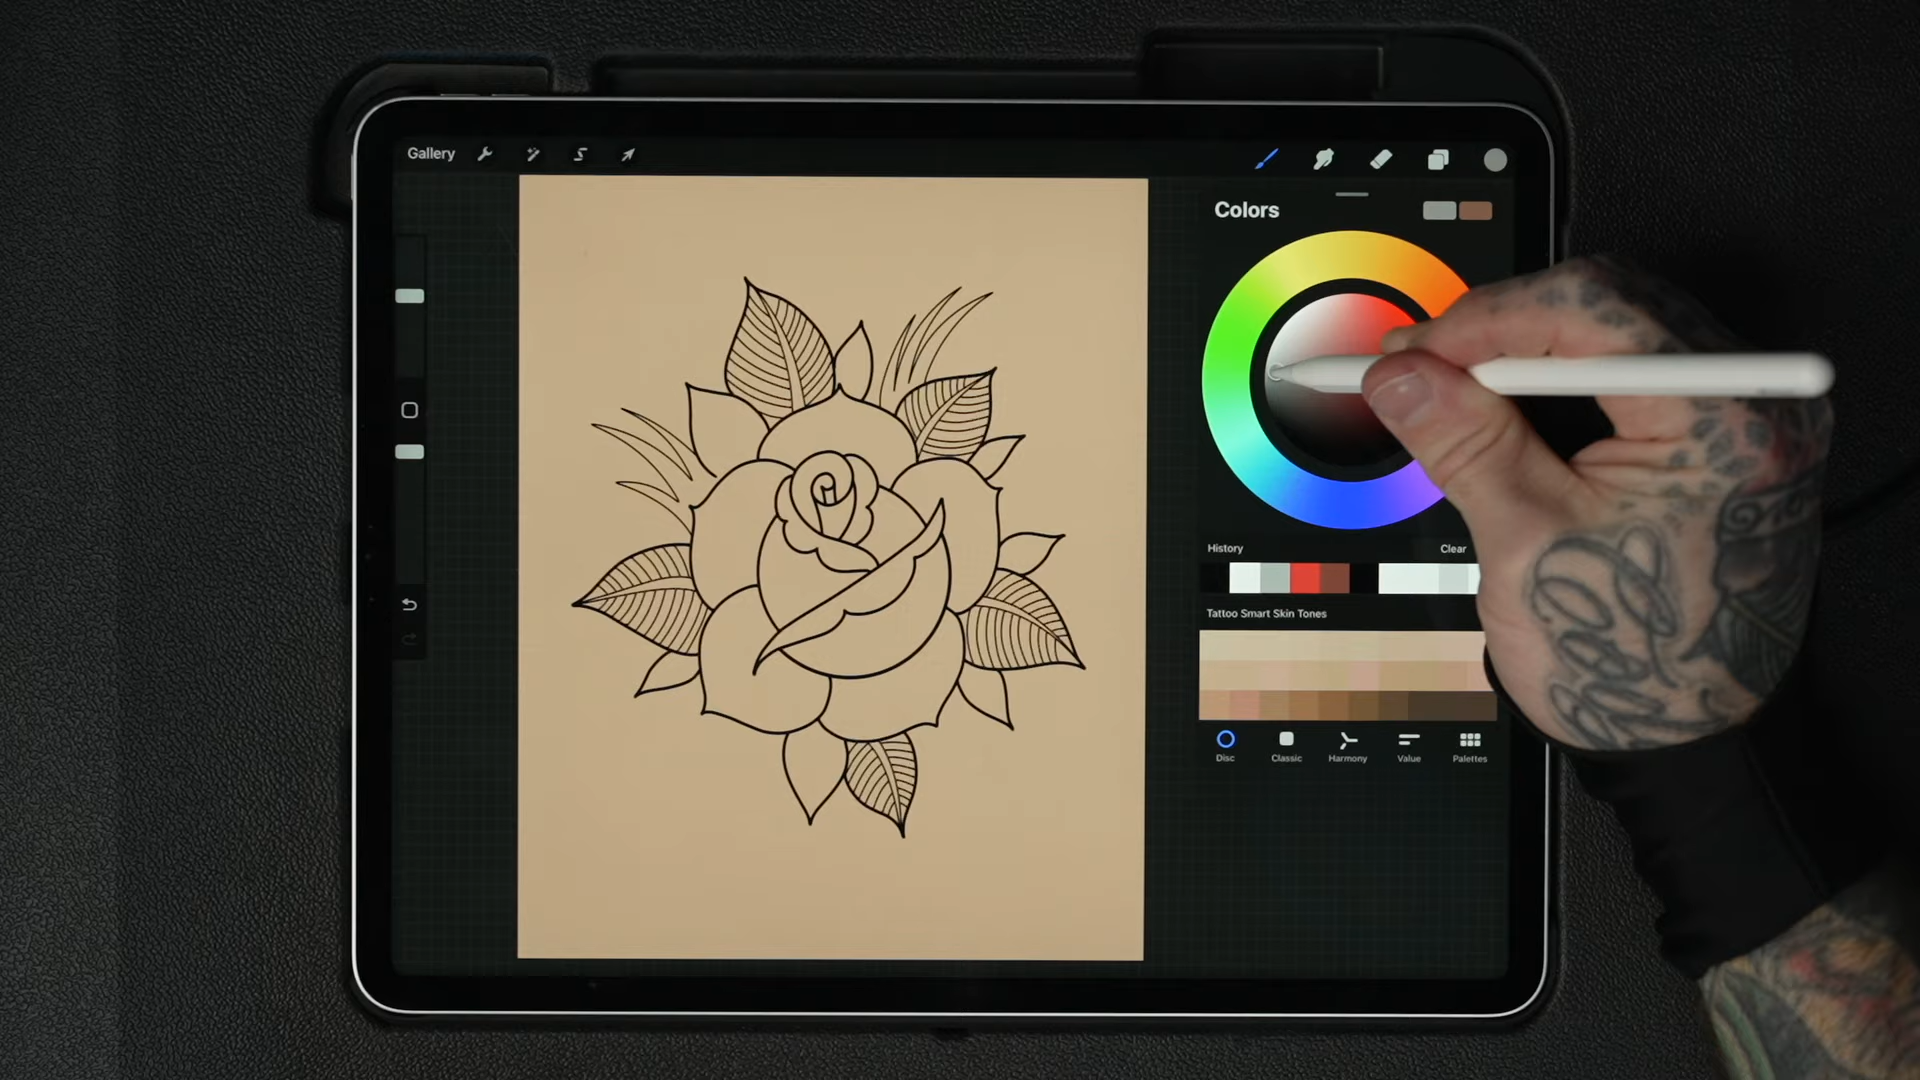 Gallery
Colors
History Clear
Tattoo Smart Skin Tones
Disc Classic Harmony Value Palettes